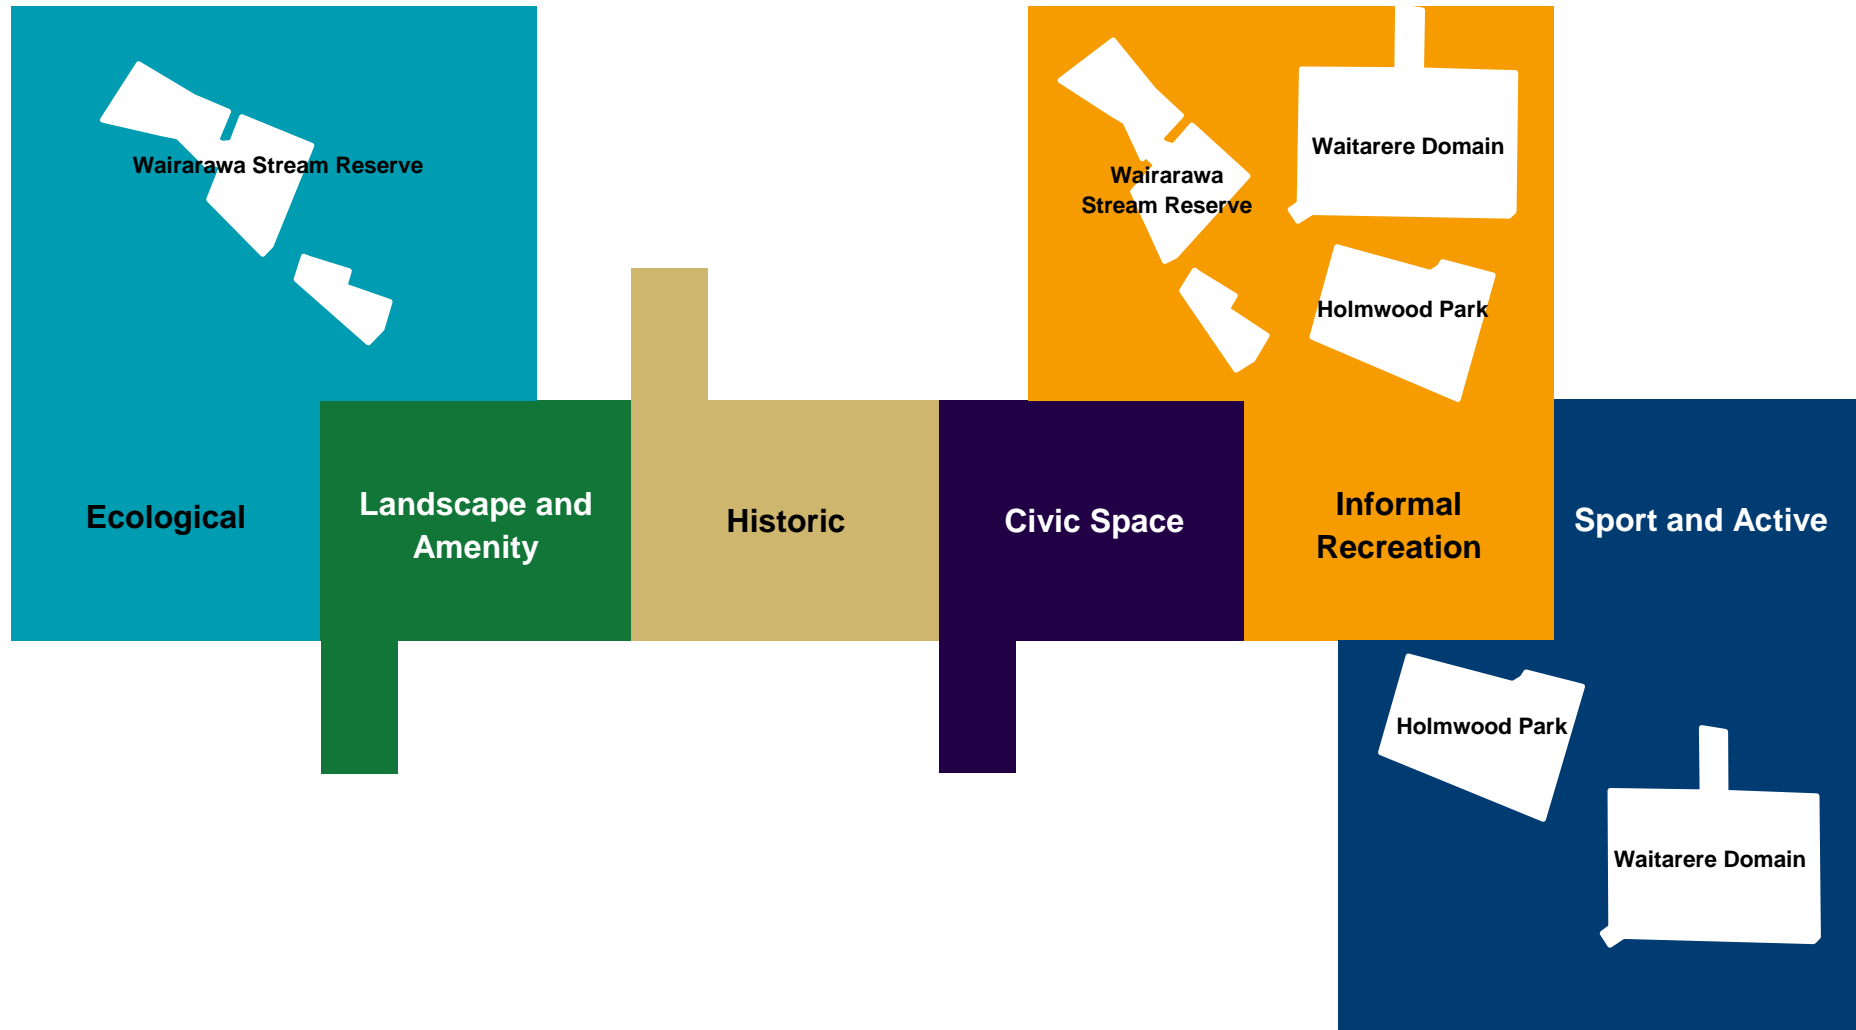 Wairarawa Stream Reserve
Wairarawa
Stream Reserve
Waitarere Domain
Holmwood Park
Ecological
Landscape and
Amenity
Historic
Civic Space
Informal
Recreation
Sport and Active
Holmwood Park
Waitarere Domain